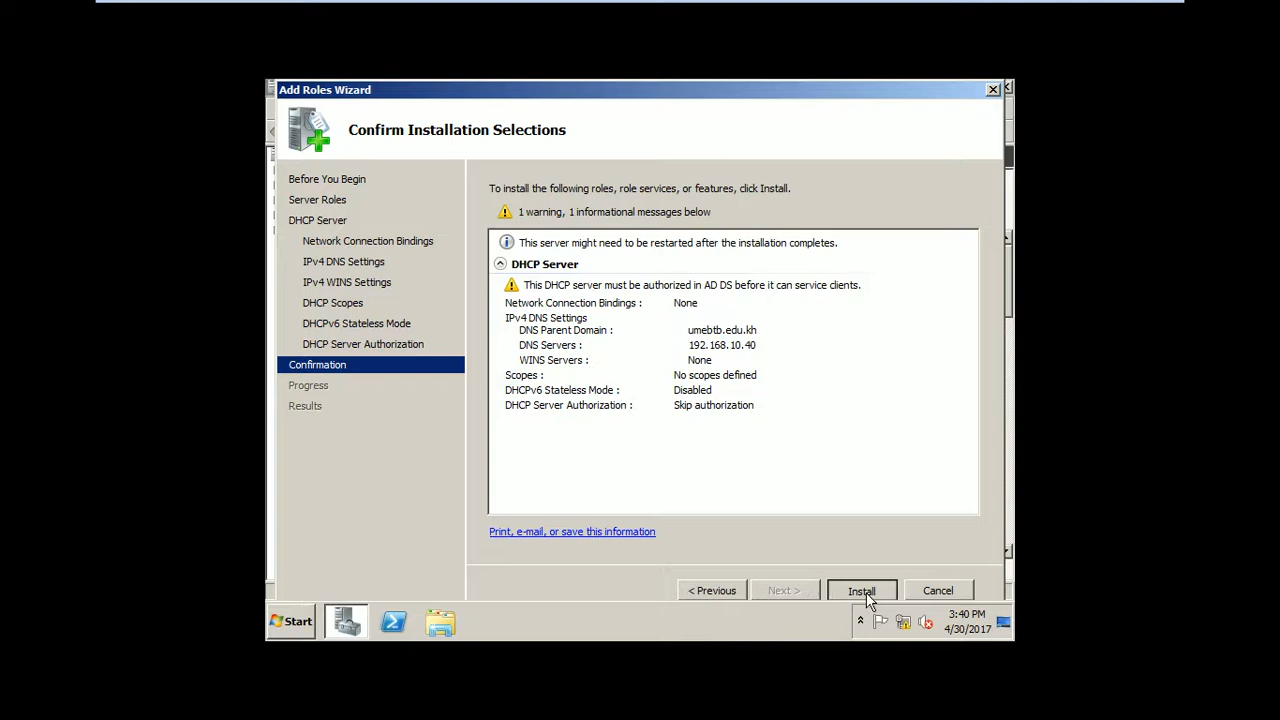 Add Roles Wizard
Confirm Installation Selections
Before You Begin
Server Roles
DHCP Server
Network Connection Bindings
IPv4 DNS Settings
IPv4 WINS Settings
DHCP Scopes
DHCPv6 Stateless Mode
DHCP Server Authorization
Confirmation
Progress
Results
To install the following roles, role services, or features, click Install.
1 warning, 1 informational messages below
This server might need to be restarted after the installation completes.
DHCP Server
This DHCP server must be authorized in AD DS before it can service clients.
Network Connection Bindings : None
IPv4 DNS Settings
DNS Parent Domain : umebtb.edu.kh
DNS Servers : 192.168.10.40
WINS Servers : None
Scopes : No scopes defined
DHCPv6 Stateless Mode : Disabled
DHCP Server Authorization : Skip authorization
Print, e-mail, or save this information
< Previous Next > Install Cancel
Start
3:40 PM
4/30/2017